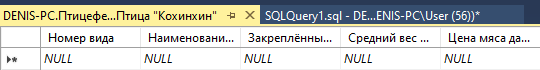 DENIS-PC.Птицефе...Птица "Кохинхин" SQLQuery1.sql - DE...ENIS-PC\User (56))*
Номер вида Наименовани... Закреплённы... Средний вес ... Цена мяса да...
NULL NULL NULL NULL NULL